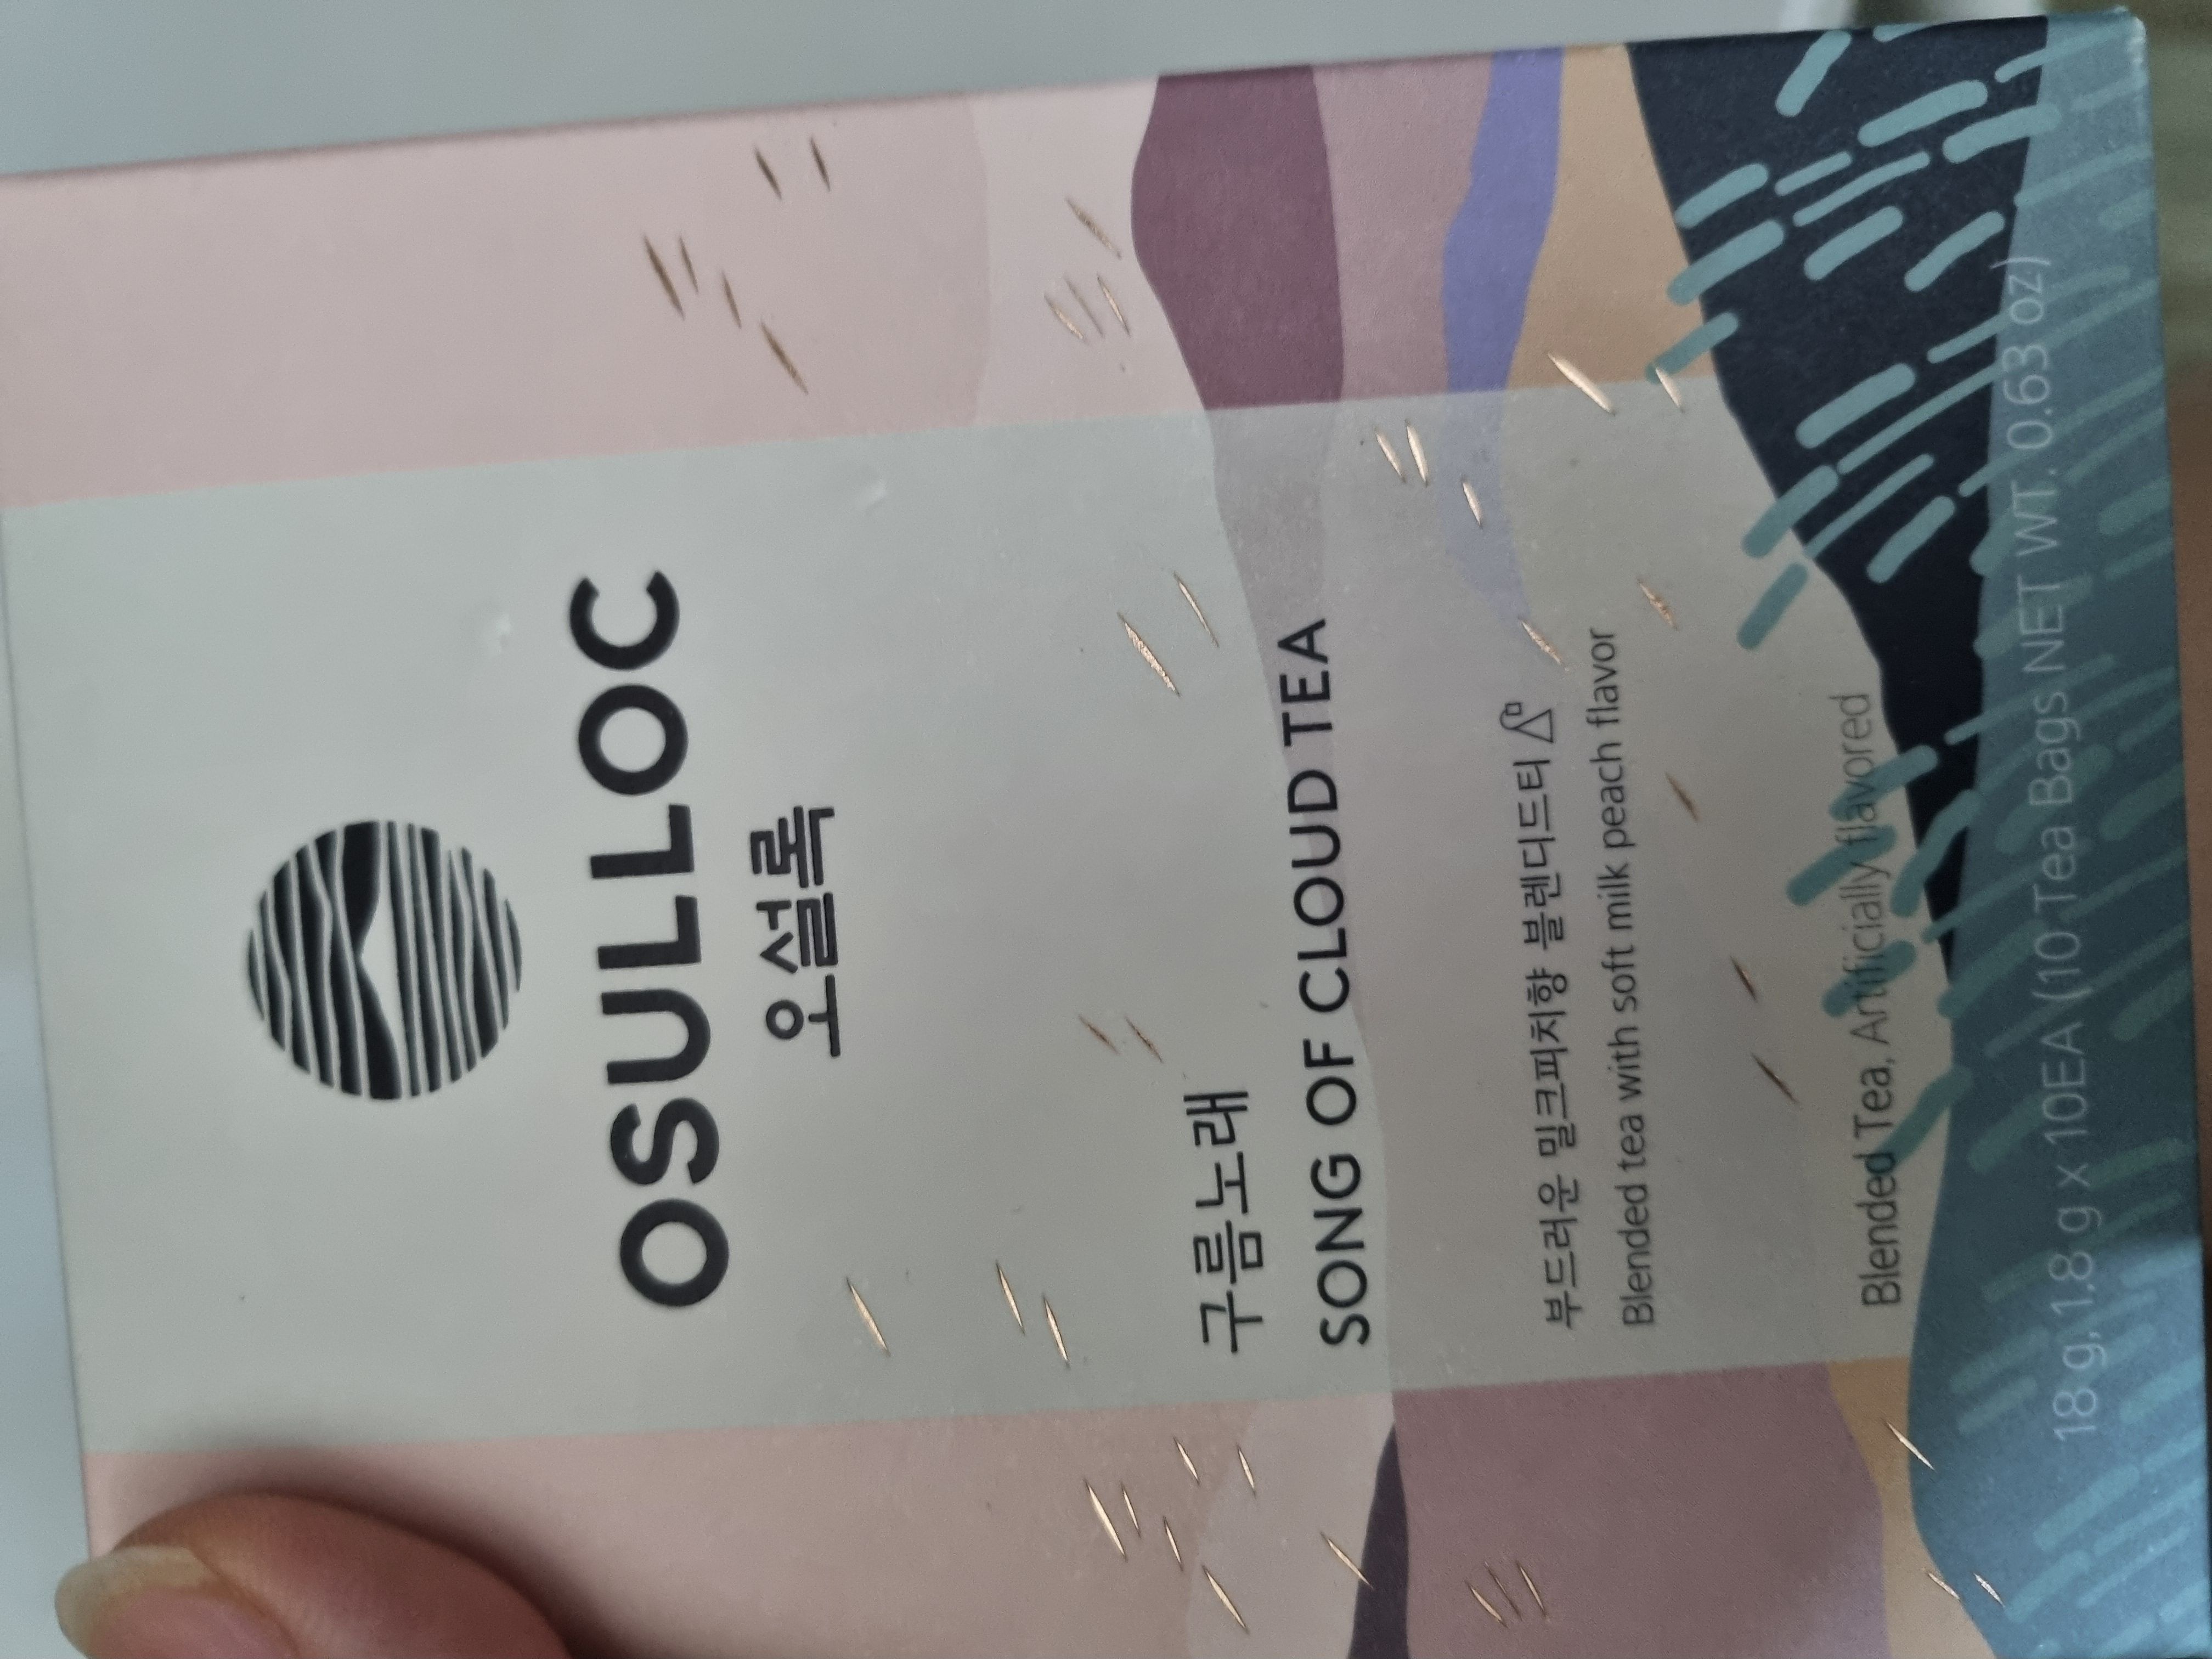 OSULLOC
오설록
구름노래
SONG OF CLOUD TEA
부드러운 밀크피치향 블렌디드티
Blended tea with soft milk peach flavor
Blended Tea, Artificially flavored
18 g, 1.8 g x 10EA (10 Tea Bags NET WT. 0.63 oz)